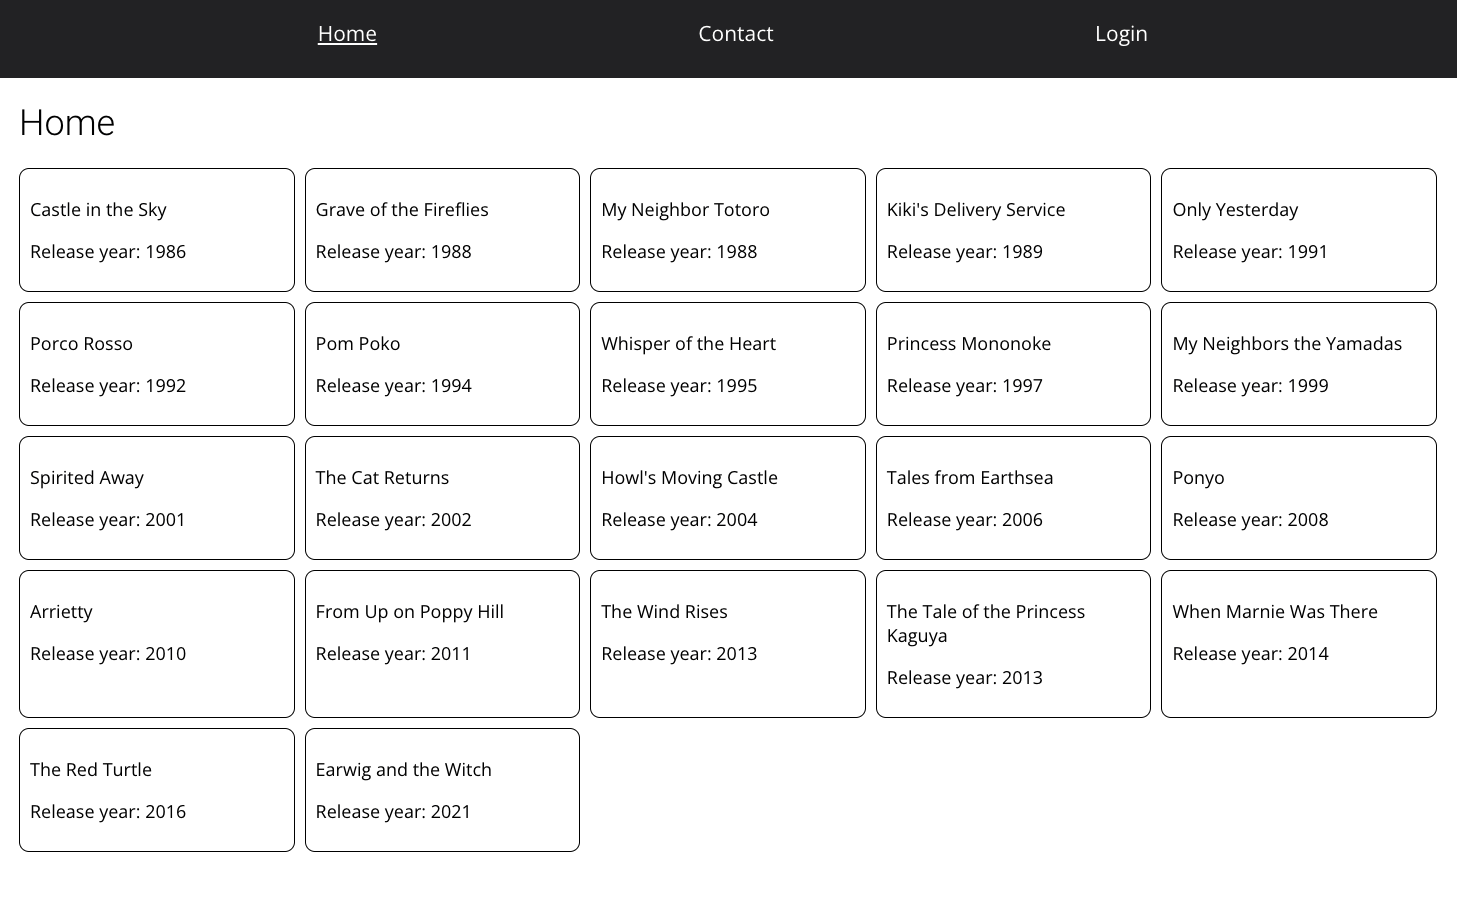 Home
Contact
Login
Home
Castle in the Sky
Release year: 1986
Grave of the Fireflies
Release year: 1988
My Neighbor Totoro
Release year: 1988
Kiki's Delivery Service
Release year: 1989
Only Yesterday
Release year: 1991
Porco Rosso
Release year: 1992
Pom Poko
Release year: 1994
Whisper of the Heart
Release year: 1995
Princess Mononoke
Release year: 1997
My Neighbors the Yamadas
Release year: 1999
Spirited Away
Release year: 2001
The Cat Returns
Release year: 2002
Howl's Moving Castle
Release year: 2004
Tales from Earthsea
Release year: 2006
Ponyo
Release year: 2008
Arrietty
Release year: 2010
From Up on Poppy Hill
Release year: 2011
The Wind Rises
Release year: 2013
The Tale of the Princess
Kaguya
Release year: 2013
When Marnie Was There
Release year: 2014
The Red Turtle
Release year: 2016
Earwig and the Witch
Release year: 2021